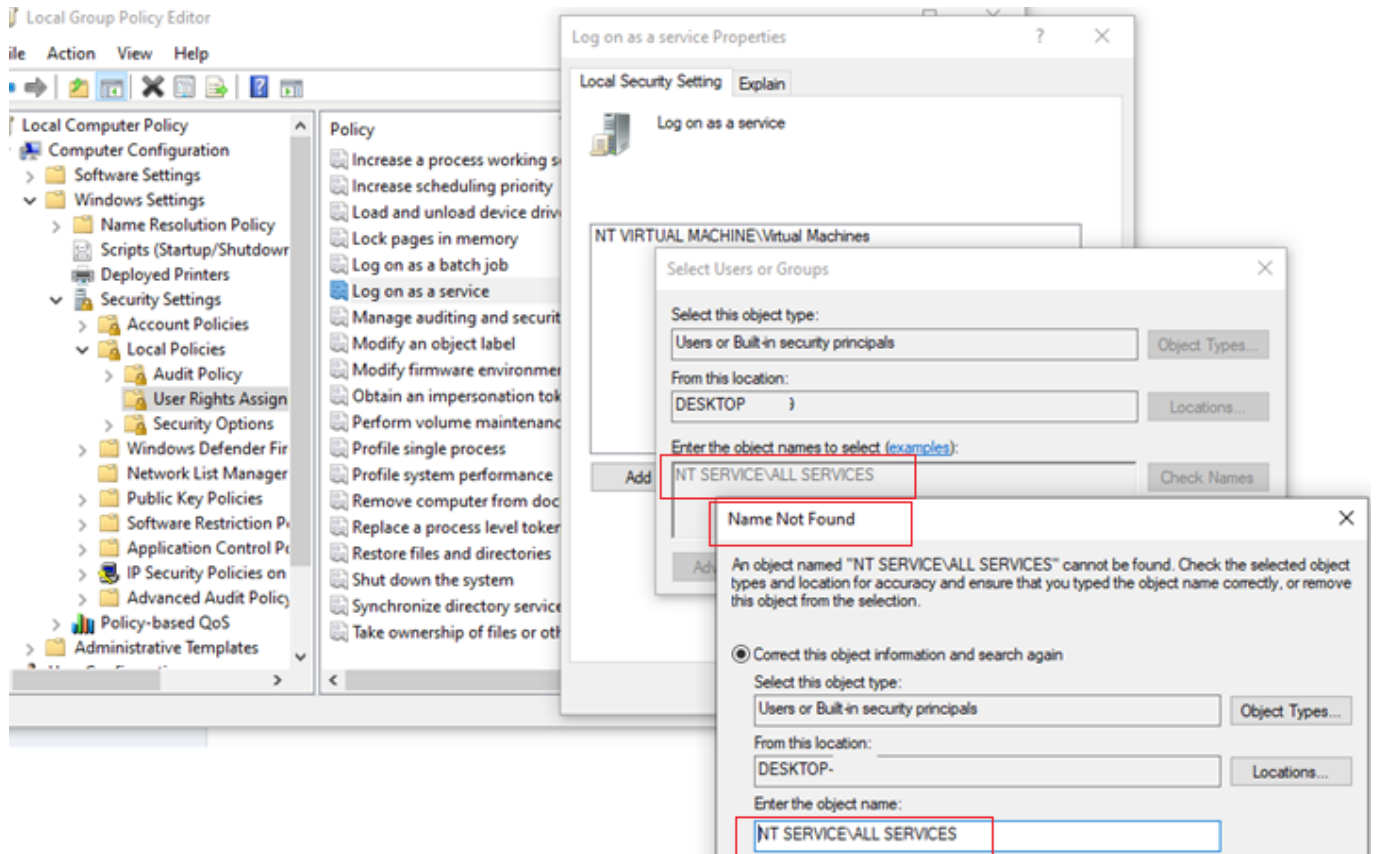 Local Group Policy Editor
File Action View Help
Local Computer Policy
Computer Configuration
Software Settings
Windows Settings
Name Resolution Policy
Scripts (Startup/Shutdowr
Deployed Printers
Security Settings
Account Policies
Local Policies
Audit Policy
User Rights Assign
Security Options
Windows Defender Fir
Network List Manager
Public Key Policies
Software Restriction P
Application Control Po
IP Security Policies on
Advanced Audit Policy
Policy-based QoS
Administrative Templates
Policy
Increase a process working s
Increase scheduling priority
Load and unload device driv
Lock pages in memory
Log on as a batch job
Log on as a service
Manage auditing and securit
Modify an object label
Modify firmware environmer
Obtain an impersonation tok
Perform volume maintenanc
Profile single process
Profile system performance
Remove computer from doc
Replace a process level toker
Restore files and directories
Shut down the system
Synchronize directory service
Take ownership of files or oth
Log on as a service Properties
Local Security Setting Explain
Log on as a service
NT VIRTUAL MACHINE\Virtual Machines
Add
Select Users or Groups
Select this object type:
Users or Built-in security principals
Object Types...
From this location:
DESKTOP 9
Locations...
Enter the object names to select (examples):
NT SERVICE\ALL SERVICES
Check Names
Adv
Name Not Found
An object named "NT SERVICE\ALL SERVICES" cannot be found. Check the selected object
types and location for accuracy and ensure that you typed the object name correctly, or remove
this object from the selection.
Correct this object information and search again
Select this object type:
Users or Built-in security principals
Object Types...
From this location:
DESKTOP-
Locations...
Enter the object name:
NT SERVICE\ALL SERVICES